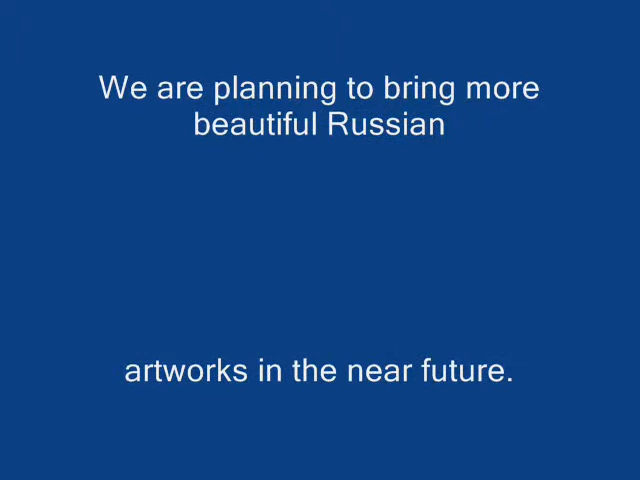 We are planning to bring more
beautiful Russian
artworks in the near future.